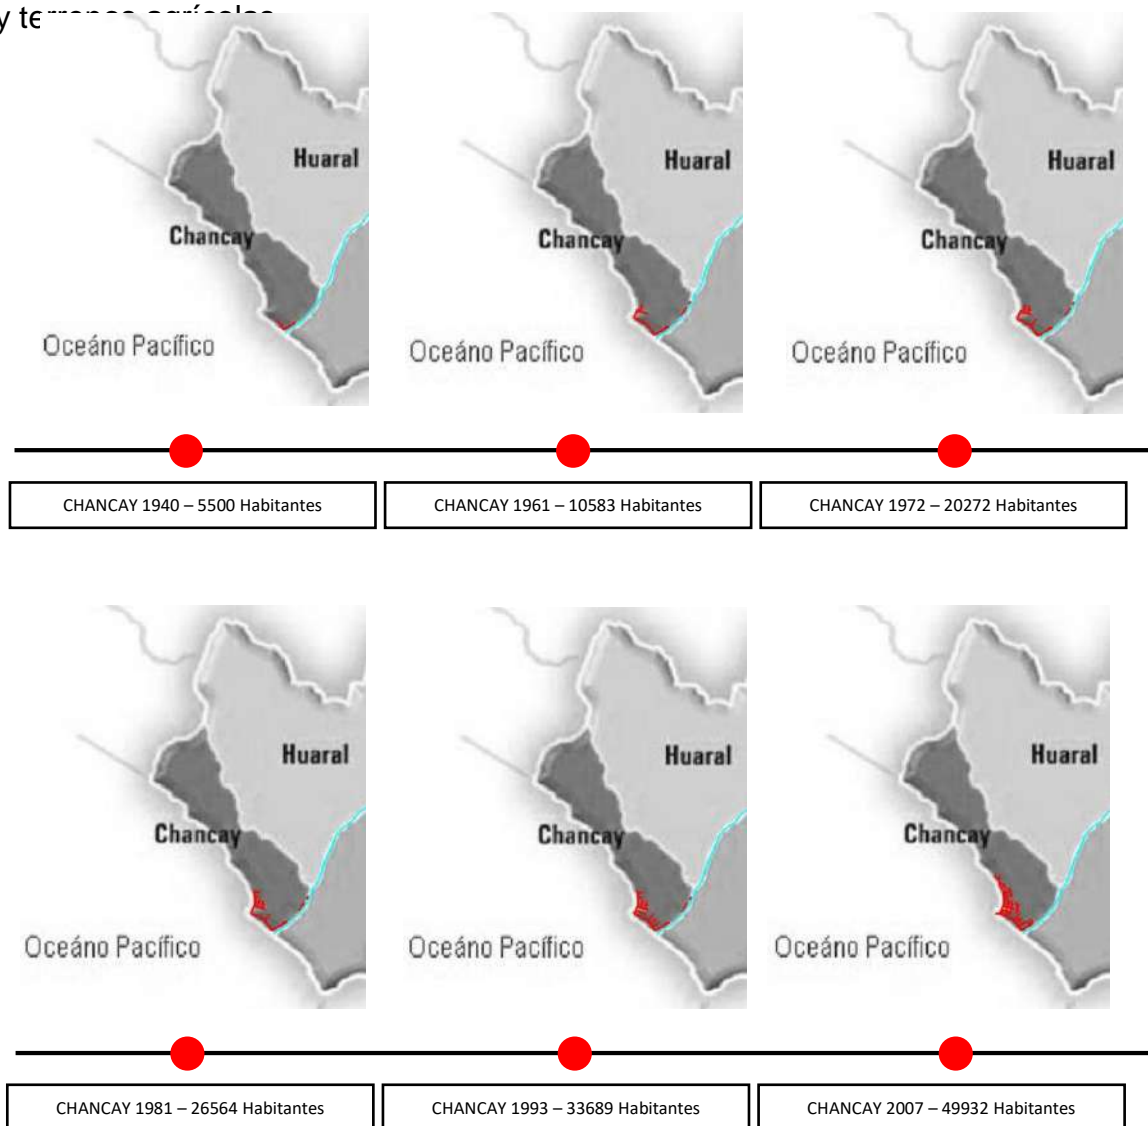 y terrenos agrícolas
Huaral
Chancay
Oceáno Pacífico
Huaral
Chancay
Oceáno Pacífico
Huaral
Chancay
Oceáno Pacífico
CHANCAY 1940 – 5500 Habitantes
CHANCAY 1961 – 10583 Habitantes
CHANCAY 1972 – 20272 Habitantes
Huaral
Chancay
Oceáno Pacífico
Huaral
Chancay
Oceáno Pacífico
Huaral
Chancay
Oceáno Pacífico
CHANCAY 1981 – 26564 Habitantes
CHANCAY 1993 – 33689 Habitantes
CHANCAY 2007 – 49932 Habitantes